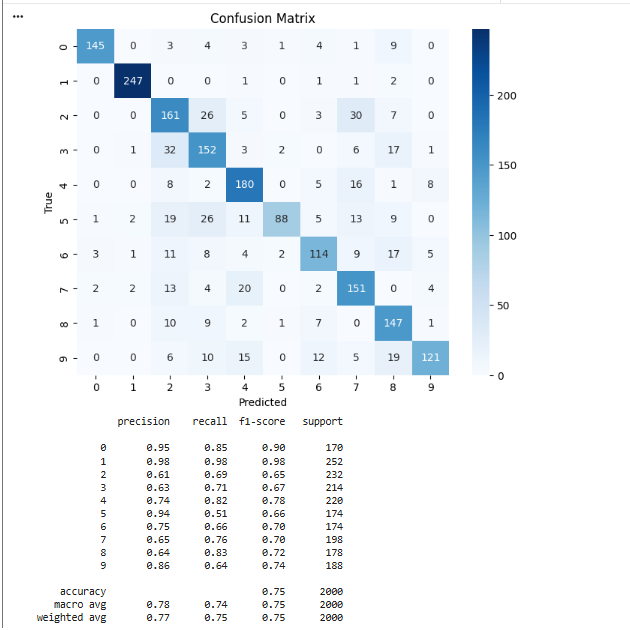 •••
Confusion Matrix
0 145 0 3 4 3 1 4 1 9 0
1 0 247 0 0 1 0 1 1 2 0
2 0 0 161 26 5 0 3 30 7 0
3 0 1 32 152 3 2 0 6 17 1
4 0 0 8 2 180 0 5 16 1 8
5 1 2 19 26 11 88 5 13 9 0
6 3 1 11 8 4 2 114 9 17 5
7 2 2 13 4 20 0 2 151 0 4
8 1 0 10 9 2 1 7 0 147 1
9 0 0 6 10 15 0 12 5 19 121
0 1 2 3 4 5 6 7 8 9
Predicted
True
200
150
100
50
0
precision recall f1-score support
0 0.95 0.85 0.90 170
1 0.98 0.98 0.98 252
2 0.61 0.69 0.65 232
3 0.63 0.71 0.67 214
4 0.74 0.82 0.78 220
5 0.94 0.51 0.66 174
6 0.75 0.66 0.70 174
7 0.65 0.76 0.70 198
8 0.64 0.83 0.72 178
9 0.86 0.64 0.74 188
accuracy 0.75 2000
macro avg 0.78 0.74 0.75 2000
weighted avg 0.77 0.75 0.75 2000